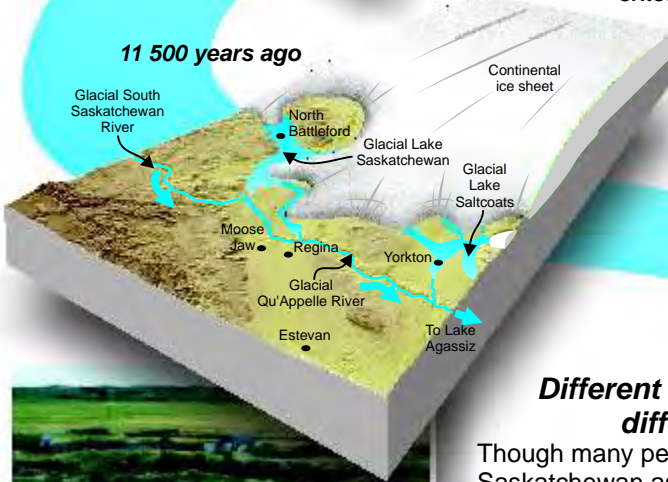 11 500 years ago
Continental
ice sheet
Glacial South
Saskatchewan
River
North
Battleford
Glacial Lake
Saskatchewan
Glacial
Lake
Saltcoats
Moose
Jaw
Regina
Yorkton
Glacial
Qu'Appelle River
Estevan
To Lake
Agassiz
Different
Though many pe